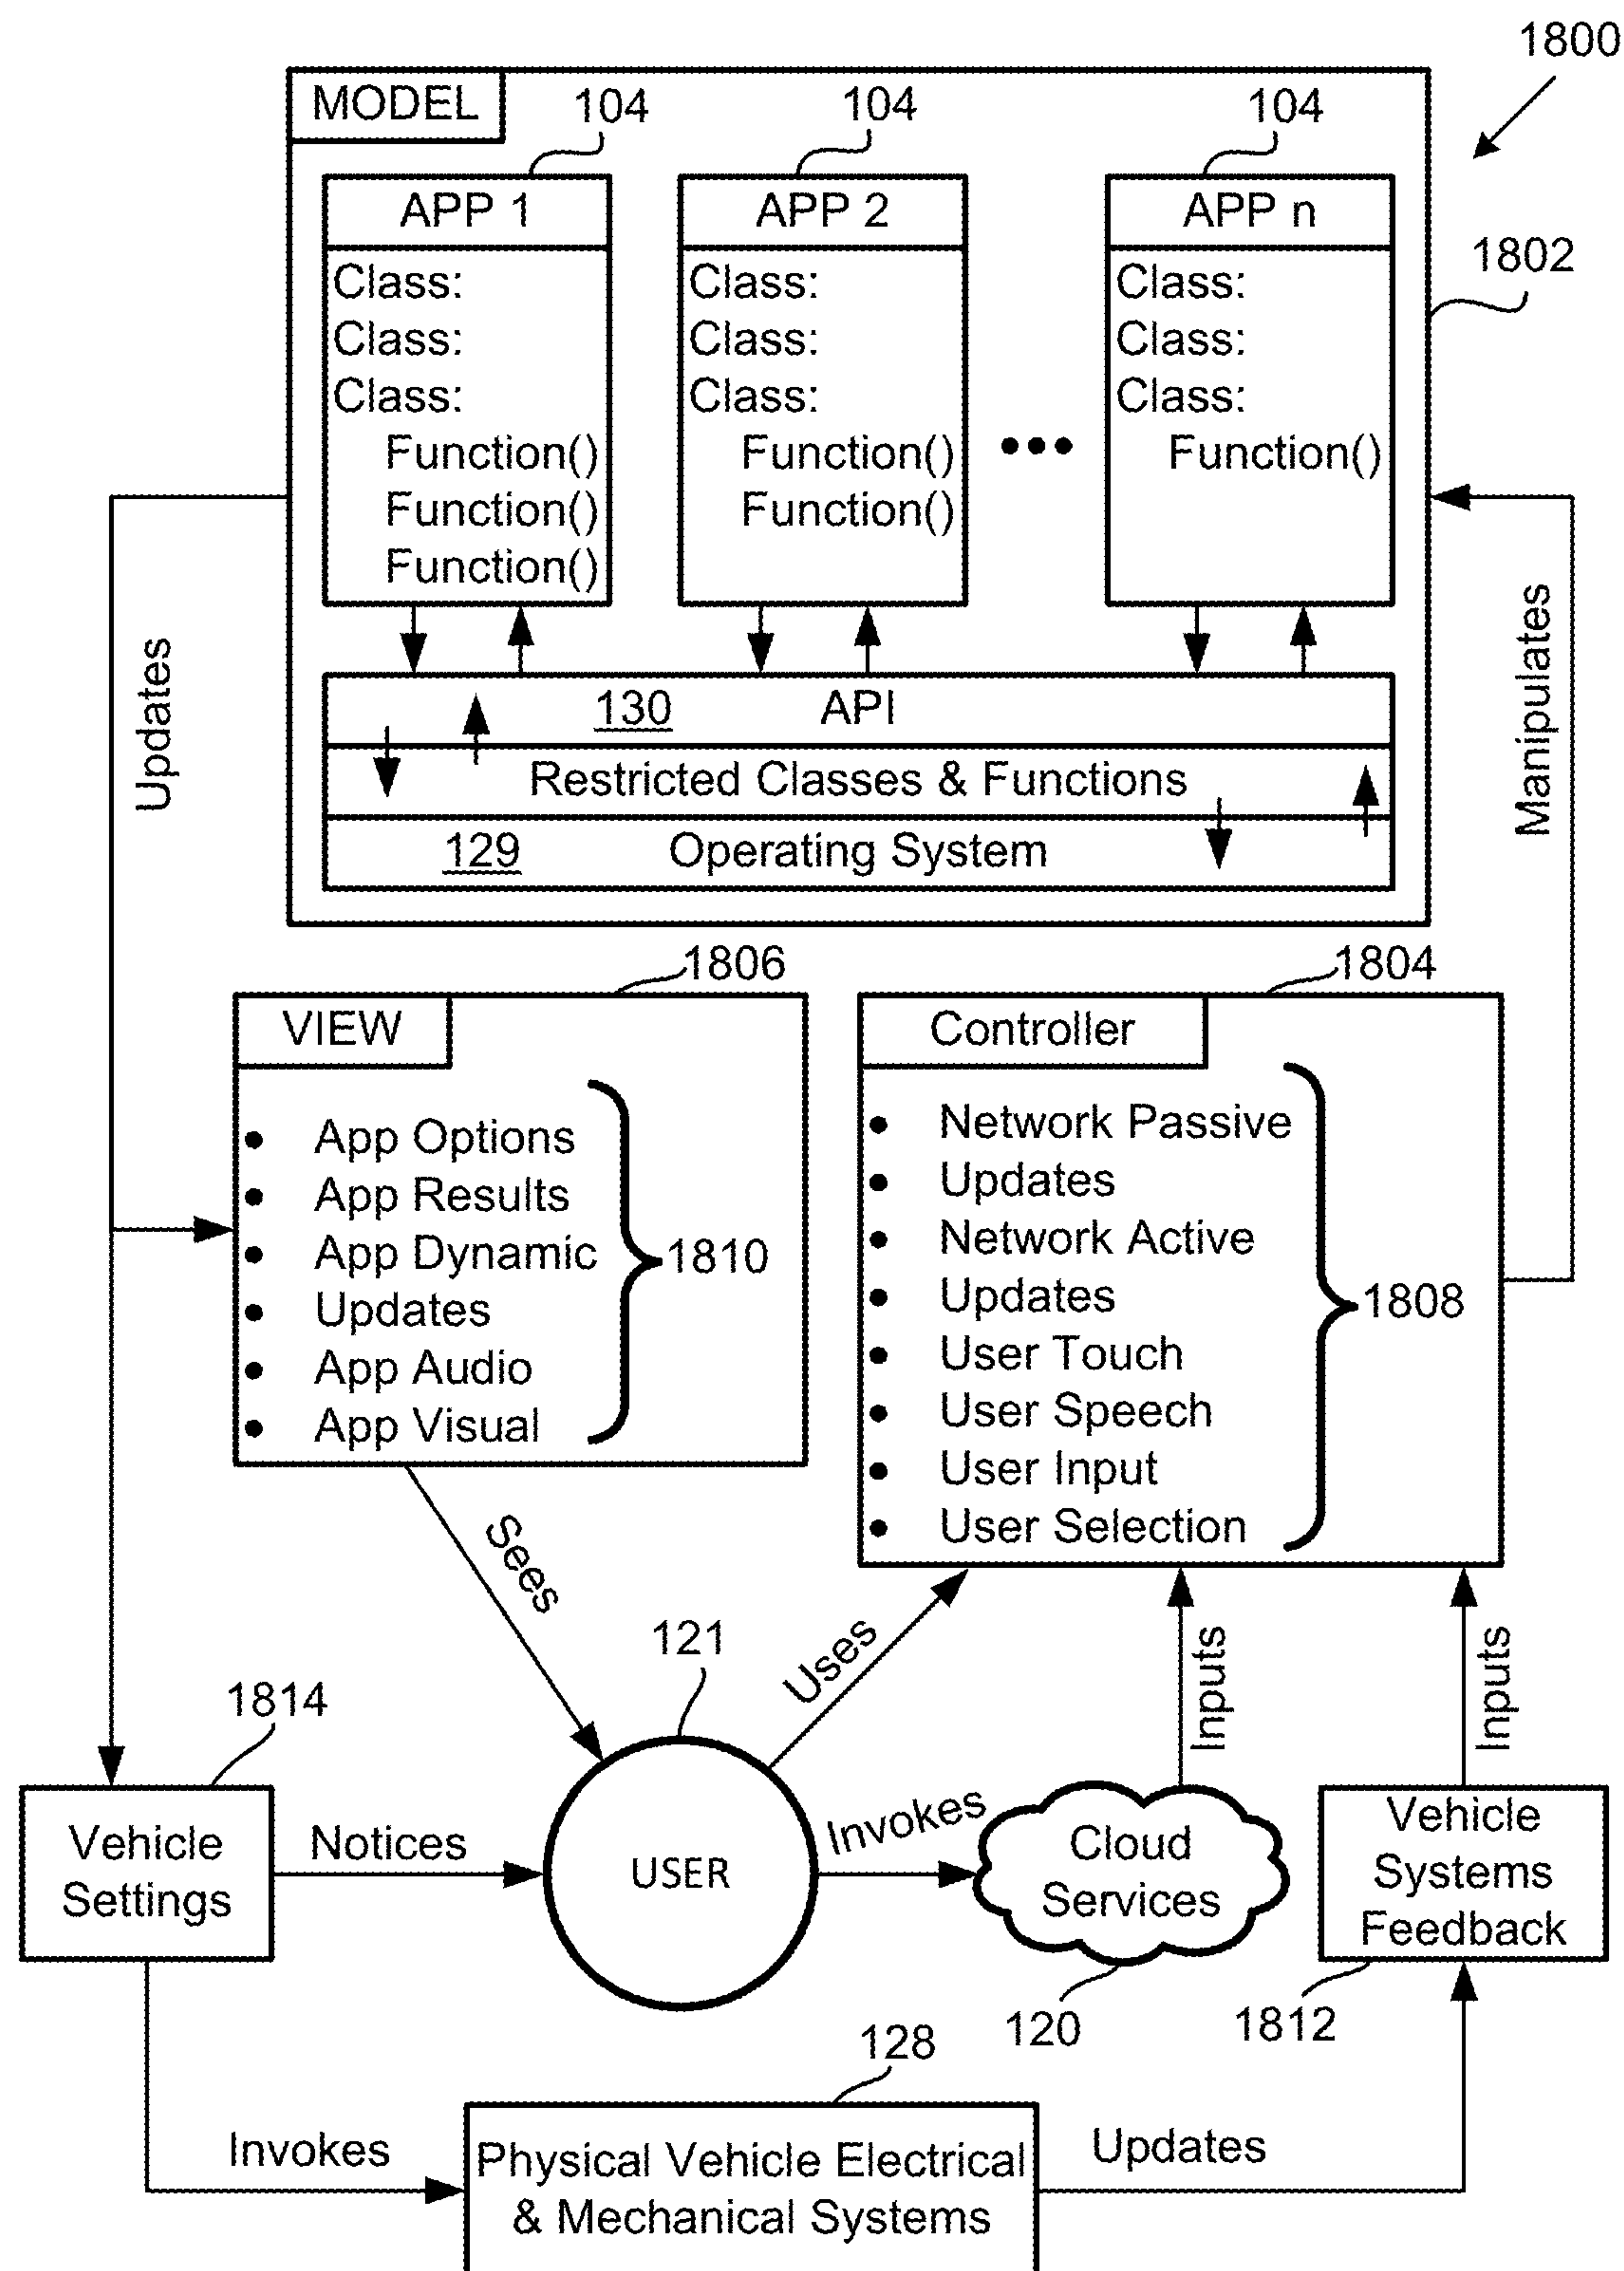 1800
MODEL
104
104
104
APP 1
APP 2
APP n
1802
Class:
Class:
Class:
Function()
Function()
Function()
Class:
Class:
Class:
Function()
Function()
•••
Class:
Class:
Class:
Function()
Updates
Manipulates
130 API
Restricted Classes & Functions
129 Operating System
1806
VIEW
• App Options
• App Results
• App Dynamic
• Updates
• App Audio
• App Visual
1810
1804
Controller
• Network Passive
• Updates
• Network Active
• Updates
• User Touch
• User Speech
• User Input
• User Selection
1808
Sees
Uses
Inputs
Inputs
121
1814
Vehicle
Settings
Notices
USER
Invokes
Cloud
Services
Vehicle
Systems
Feedback
120
1812
128
Invokes
Physical Vehicle Electrical
& Mechanical Systems
Updates